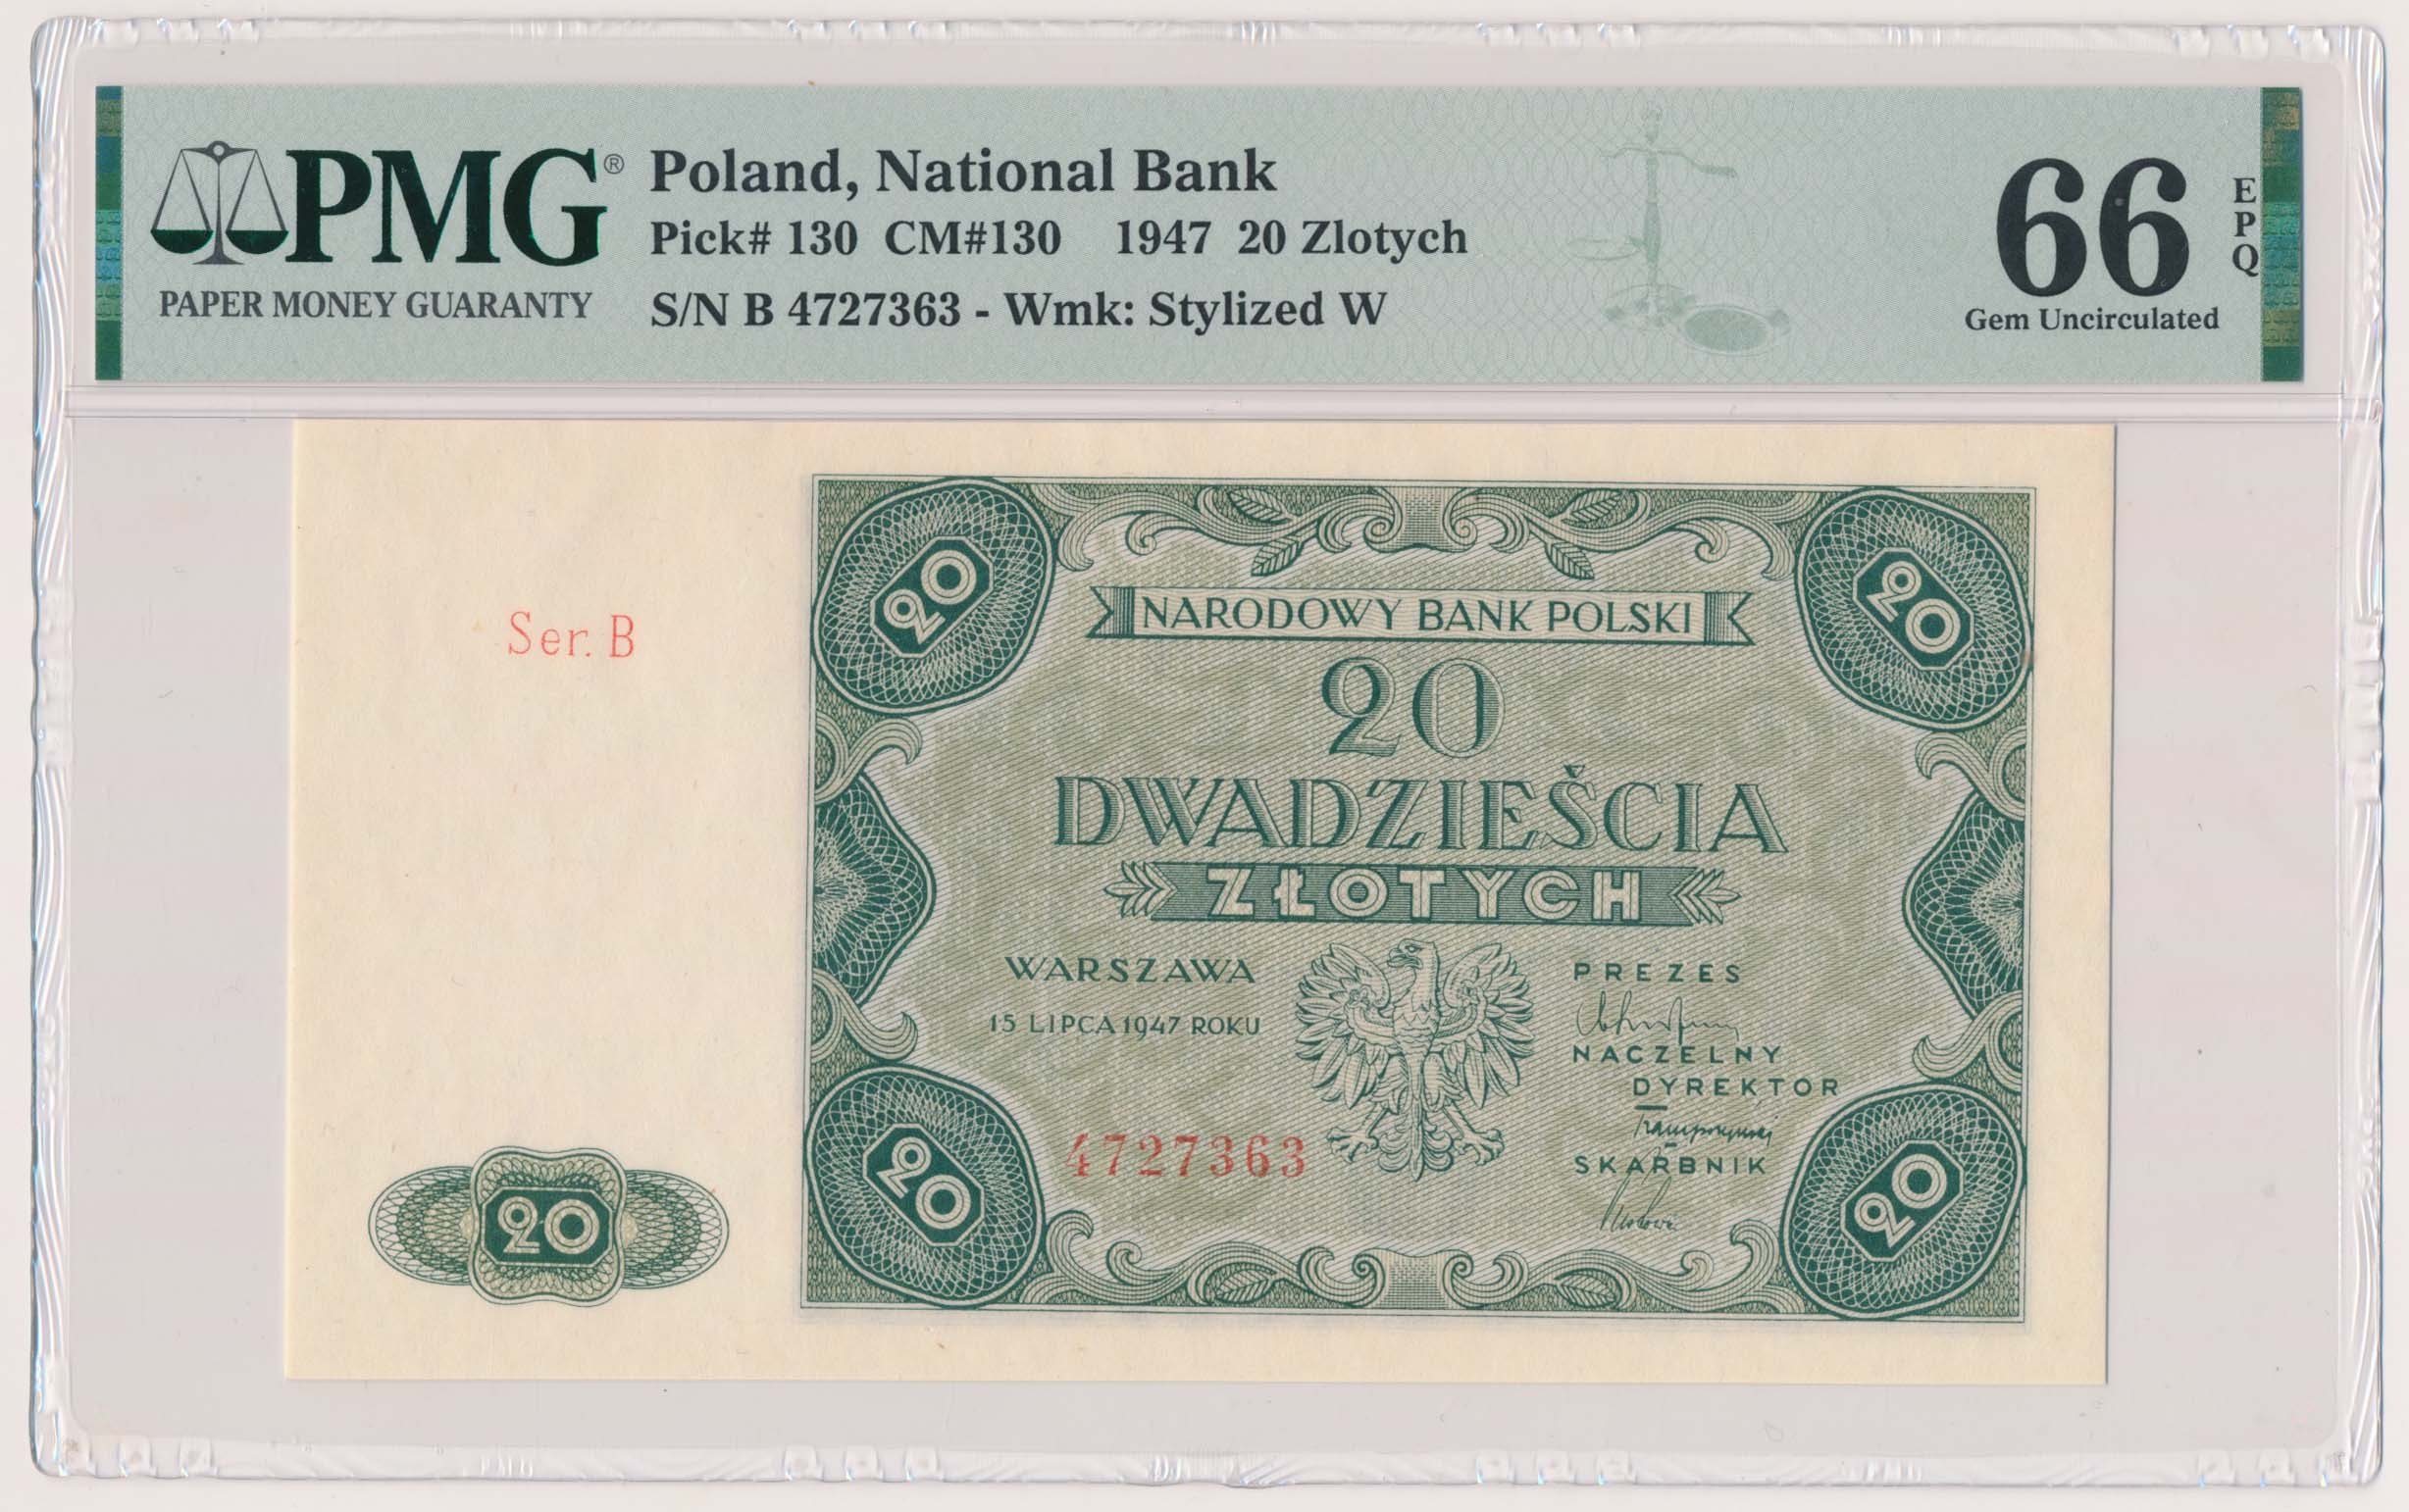 PMG®
PAPER MONEY GUARANTY
Poland, National Bank
Pick# 130 CM#130 1947 20 Zlotych
S/N B 4727363 - Wmk: Stylized W
66
EPQ
Gem Uncirculated
Ser. B
20
20
20
NARODOWY BANK POLSKI
20
DWADZIEŚCIA
ZŁOTYCH
WARSZAWA
15 LIPCA 1947 ROKU
PREZES
NACZELNY
DYREKTOR
SKARBNIK
4727363
20
20